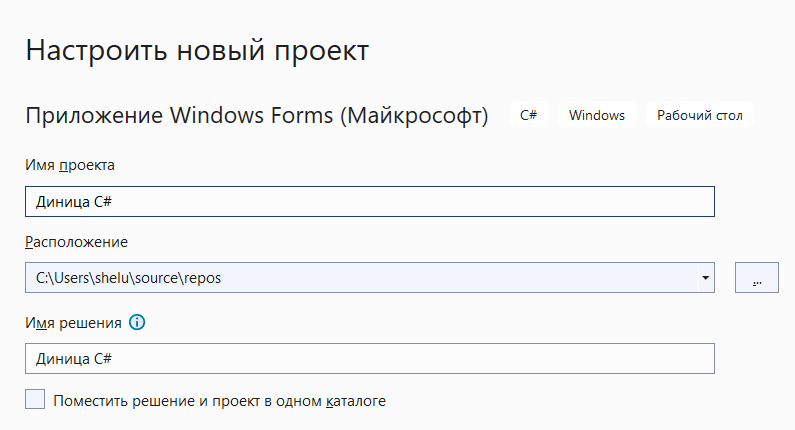 Настроить новый проект
Приложение Windows Forms (Майкрософт) C# Windows Рабочий стол
Имя проекта
Диница C#
Расположение
C:\Users\shelu\source\repos
...
Имя решения
Диница C#
Поместить решение и проект в одном каталоге